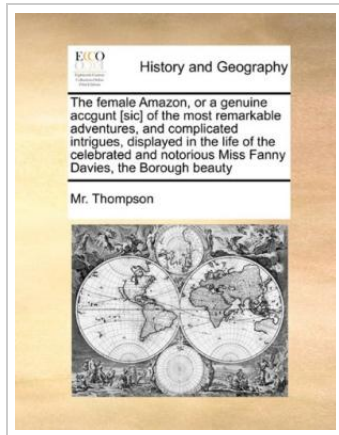 ECCO
History and Geography
The female Amazon, or a genuine
accgunt [sic] of the most remarkable
adventures, and complicated
intrigues, displayed in the life of the
celebrated and notorious Miss Fanny
Davies, the Borough beauty
Mr. Thompson